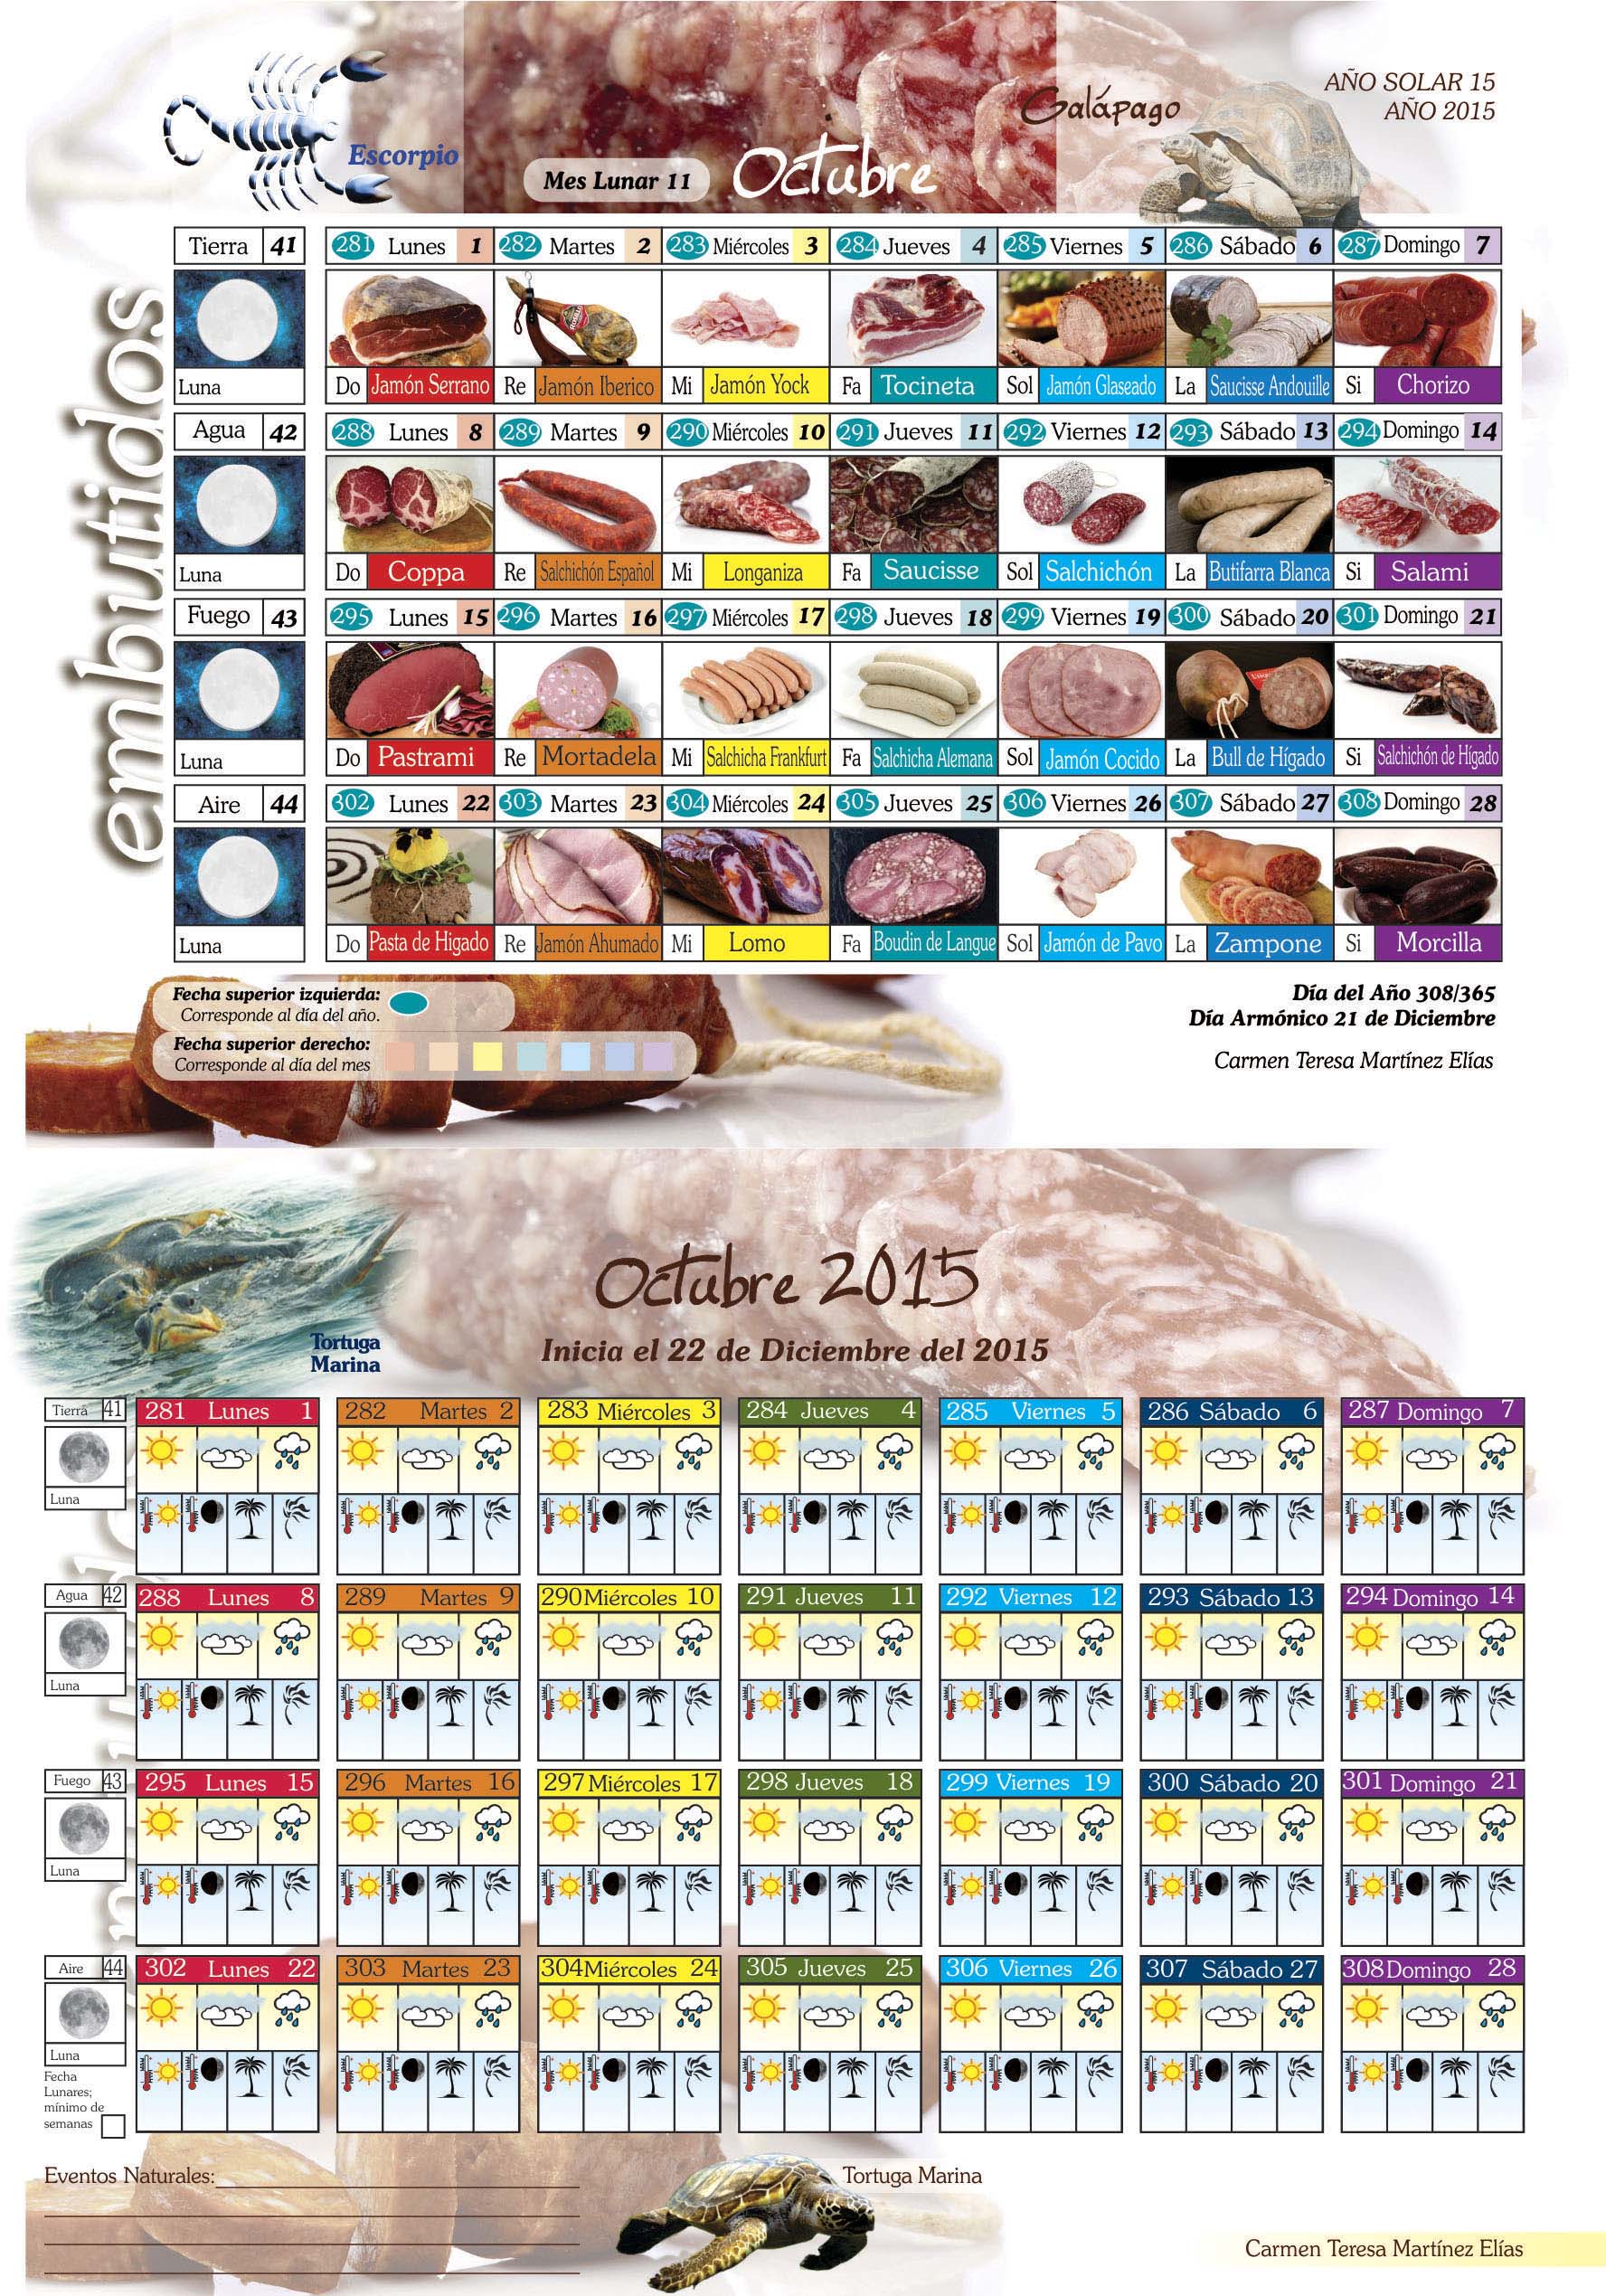 AÑO SOLAR 15
AÑO 2015
Galápago
Escorpio
Mes Lunar 11
Octubre
embutidos
Tierra 41 281 Lunes 1 282 Martes 2 283 Miércoles 3 284 Jueves 4 285 Viernes 5 286 Sábado 6 287 Domingo 7
Luna Do Jamón Serrano Re Jamón Iberico Mi Jamón Yock Fa Tocineta Sol Jamón Glaseado La Saucisse Andouille Si Chorizo
Agua 42 288 Lunes 8 289 Martes 9 290 Miércoles 10 291 Jueves 11 292 Viernes 12 293 Sábado 13 294 Domingo 14
Luna Do Coppa Re Salchichón Español Mi Longaniza Fa Saucisse Sol Salchichón La Butifarra Blanca Si Salami
Fuego 43 295 Lunes 15 296 Martes 16 297 Miércoles 17 298 Jueves 18 299 Viernes 19 300 Sábado 20 301 Domingo 21
Luna Do Pastrami Re Mortadela Mi Salchicha Frankfurt Fa Salchicha Alemana Sol Jamón Cocido La Bull de Hígado Si Salchichón de Hígado
Aire 44 302 Lunes 22 303 Martes 23 304 Miércoles 24 305 Jueves 25 306 Viernes 26 307 Sábado 27 308 Domingo 28
Luna Do Pasta de Higado Re Jamón Ahumado Mi Lomo Fa Boudin de Langue Sol Jamón de Pavo La Zampone Si Morcilla
Fecha superior izquierda:
Corresponde al día del año.
Fecha superior derecho:
Corresponde al día del mes
Día del Año 308/365
Día Armónico 21 de Diciembre
Carmen Teresa Martínez Elías
Octubre 2015
Tortuga
Marina
Inicia el 22 de Diciembre del 2015
Tierra 41 281 Lunes 1 282 Martes 2 283 Miércoles 3 284 Jueves 4 285 Viernes 5 286 Sábado 6 287 Domingo 7
Luna
Agua 42 288 Lunes 8 289 Martes 9 290 Miércoles 10 291 Jueves 11 292 Viernes 12 293 Sábado 13 294 Domingo 14
Luna
Fuego 43 295 Lunes 15 296 Martes 16 297 Miércoles 17 298 Jueves 18 299 Viernes 19 300 Sábado 20 301 Domingo 21
Luna
Aire 44 302 Lunes 22 303 Martes 23 304 Miércoles 24 305 Jueves 25 306 Viernes 26 307 Sábado 27 308 Domingo 28
Luna
Fecha
Lunares;
mínimo de
semanas
Eventos Naturales:
Tortuga Marina
Carmen Teresa Martínez Elías